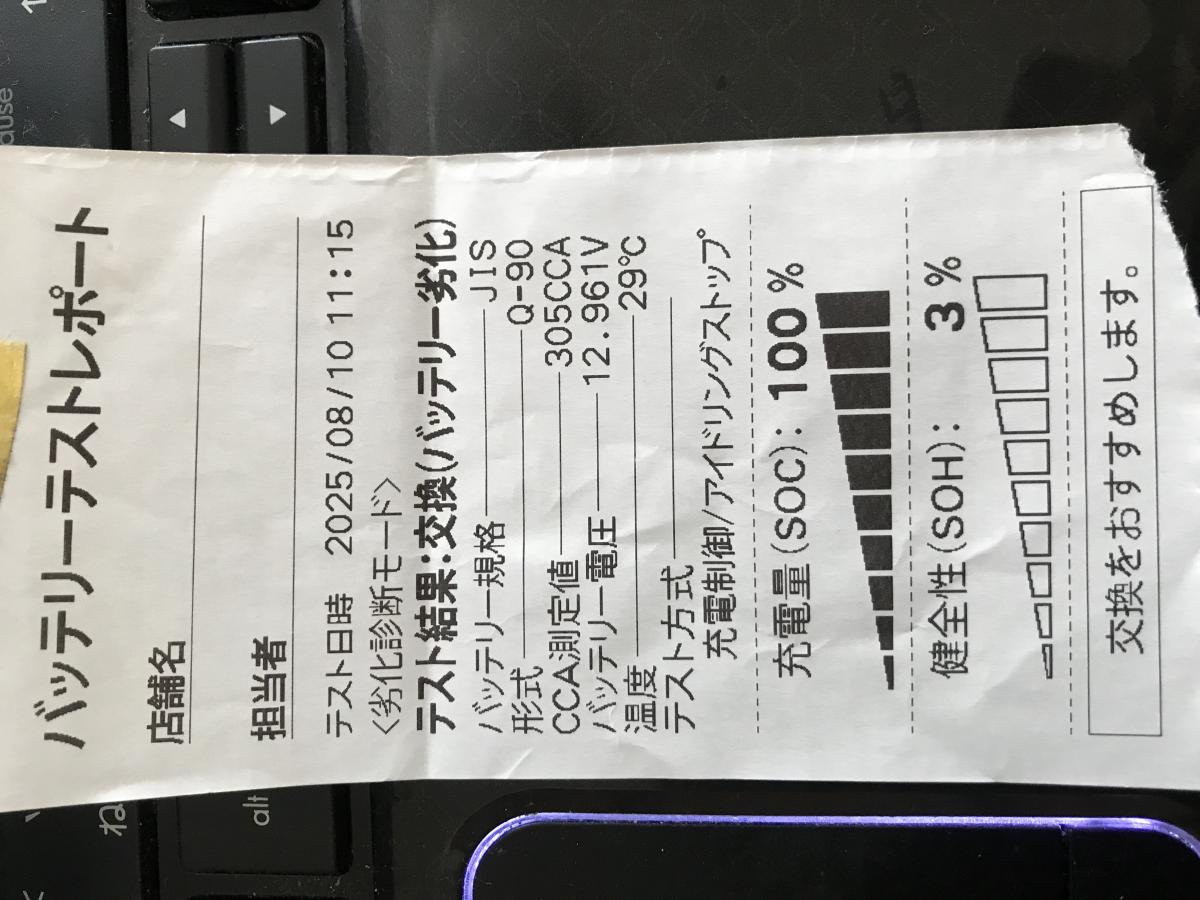 バッテリーテストレポート
店舗名
担当者
テスト日時 2025/08/10 11:15
<劣化診断モード>
テスト結果:交換(バッテリー劣化)
バッテリー規格 JIS
形式 Q-90
CCA測定値 305CCA
バッテリー電圧 12.961V
温度 29℃
テスト方式
充電制御/アイドリングストップ
充電量(SOC): 100 %
健全性(SOH): 3 %
交換をおすすめします。
ause
alt
ね